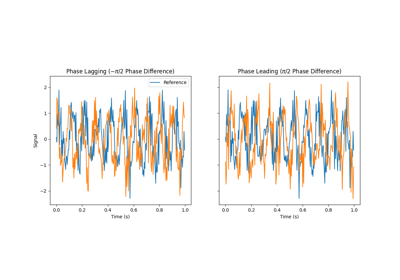 Phase Lagging (−π/2 Phase Difference)
Reference
Signal
2
1
0
−1
−2
0.0 0.2 0.4 0.6 0.8 1.0
Time (s)
Phase Leading (π/2 Phase Difference)
0.0 0.2 0.4 0.6 0.8 1.0
Time (s)